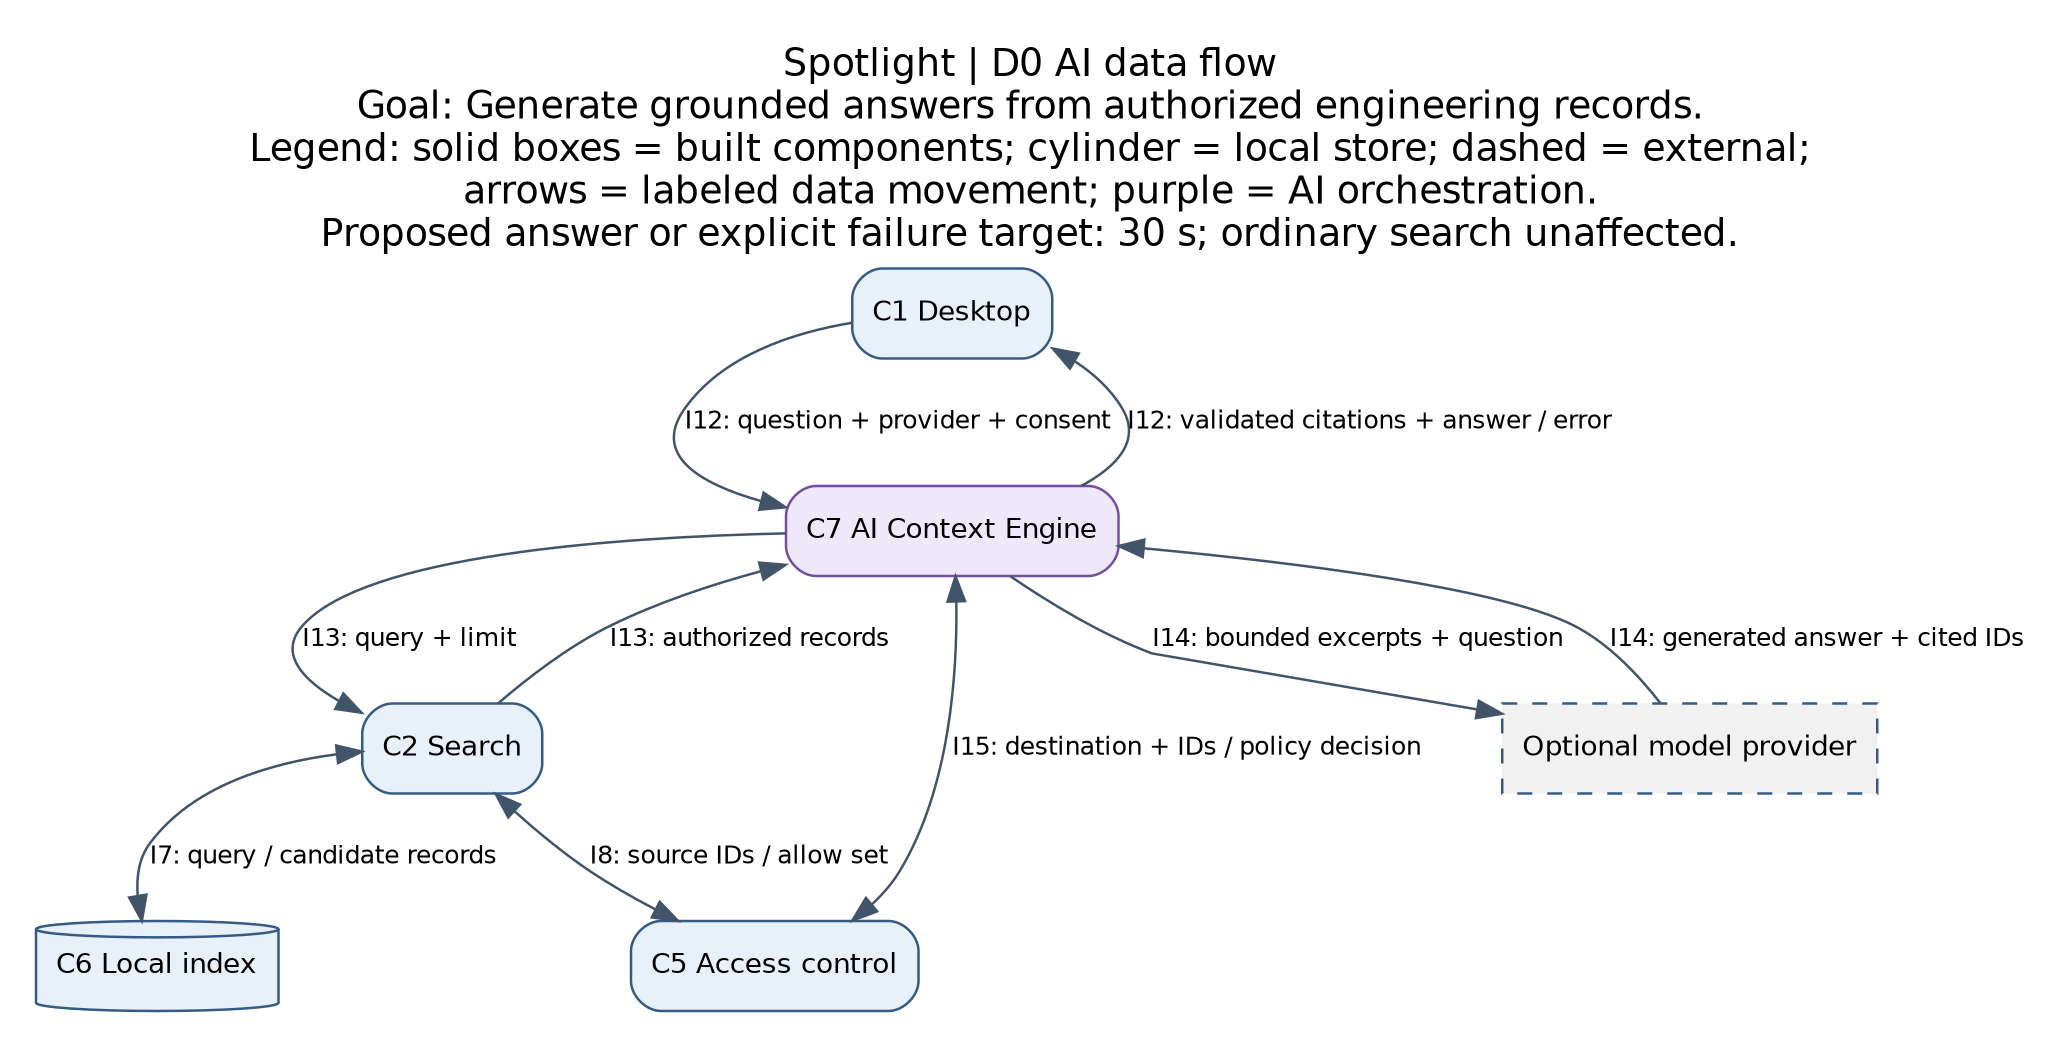 Spotlight | D0 AI data flow
Goal: Generate grounded answers from authorized engineering records.
Legend: solid boxes = built components; cylinder = local store; dashed = external;
arrows = labeled data movement; purple = AI orchestration.
Proposed answer or explicit failure target: 30 s; ordinary search unaffected.
C1 Desktop
I12: question + provider + consent
I12: validated citations + answer / error
C7 AI Context Engine
I13: query + limit
I13: authorized records
I14: bounded excerpts + question
I14: generated answer + cited IDs
C2 Search
I15: destination + IDs / policy decision
Optional model provider
I7: query / candidate records
I8: source IDs / allow set
C6 Local index
C5 Access control